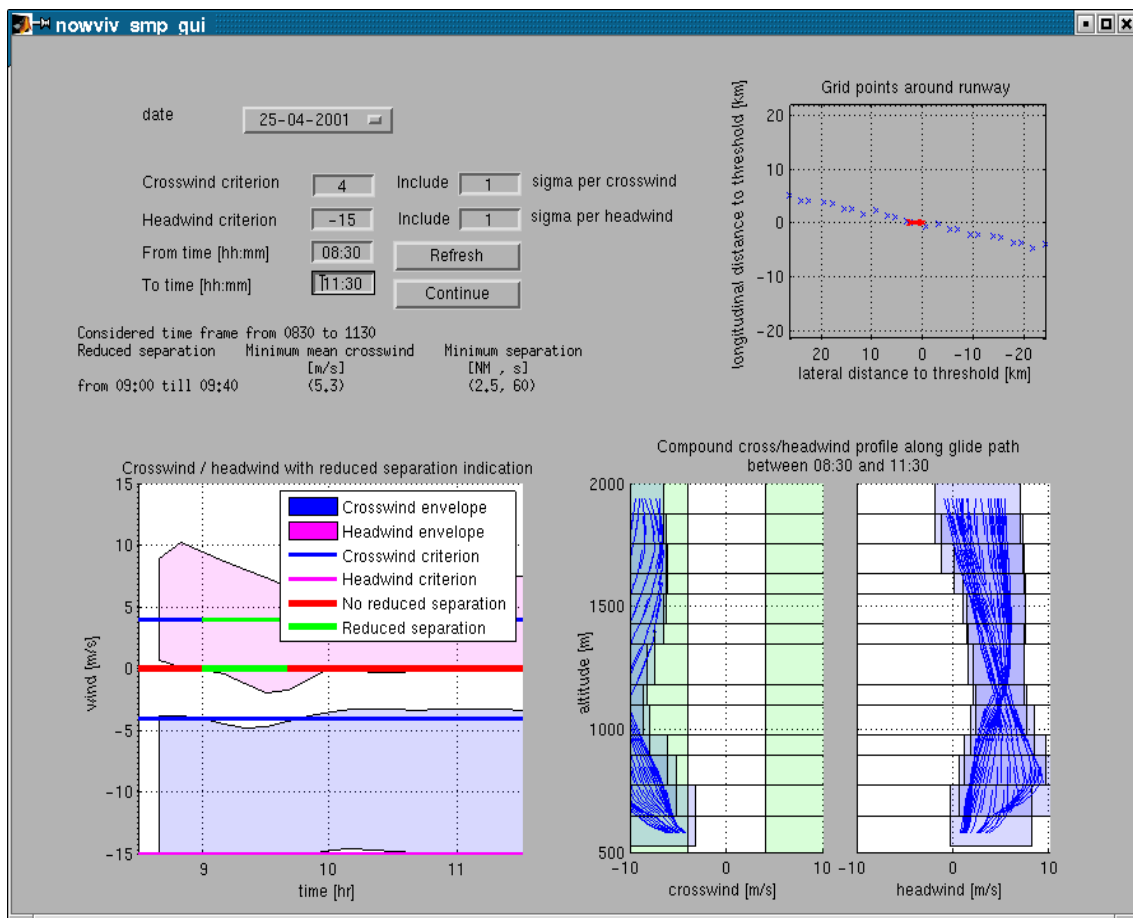 nowviv smp gui
date
25-04-2001
Crosswind criterion 4 Include 1 sigma per crosswind
Headwind criterion -15 Include 1 sigma per headwind
From time [hh:mm] 08:30 Refresh
To time [hh:mm] 11:30 Continue
Considered time frame from 0830 to 1130
Reduced separation Minimum mean crosswind Minimum separation
[m/s] [NM , s]
from 09:00 till 09:40 (5.3) (2.5, 60)
Grid points around runway
longitudinal distance to threshold [km]
20
10
0
-10
-20
20 10 0 -10 -20
lateral distance to threshold [km]
Crosswind / headwind with reduced separation indication
wind [m/s]
15
10
5
0
-5
-10
-15
Crosswind envelope
Headwind envelope
Crosswind criterion
Headwind criterion
No reduced separation
Reduced separation
9 10 11
time [hr]
Compound cross/headwind profile along glide path
between 08:30 and 11:30
altitude [m]
2000
1500
1000
500
-10 0 10
crosswind [m/s]
-10 0 10
headwind [m/s]